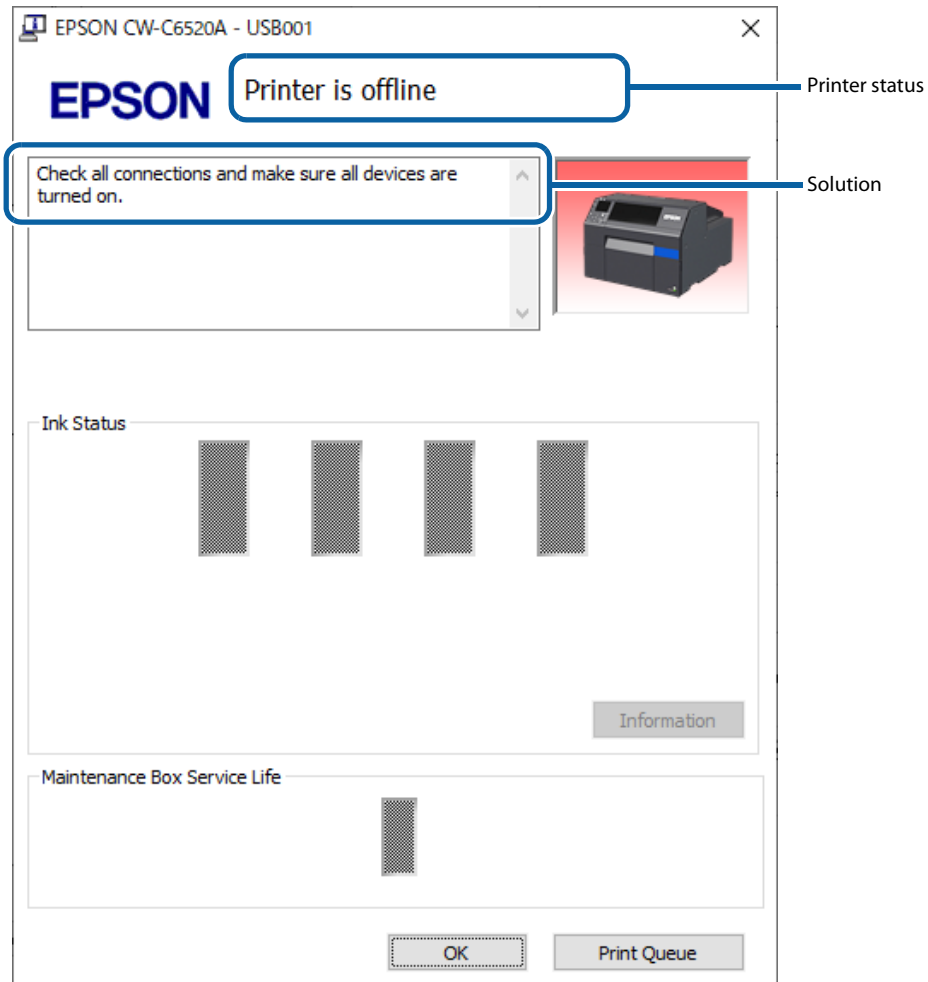 EPSON CW-C6520A - USB001
EPSON
Printer is offline
Printer status
Check all connections and make sure all devices are
turned on.
Solution
EPSON
Ink Status
Information
Maintenance Box Service Life
OK
Print Queue